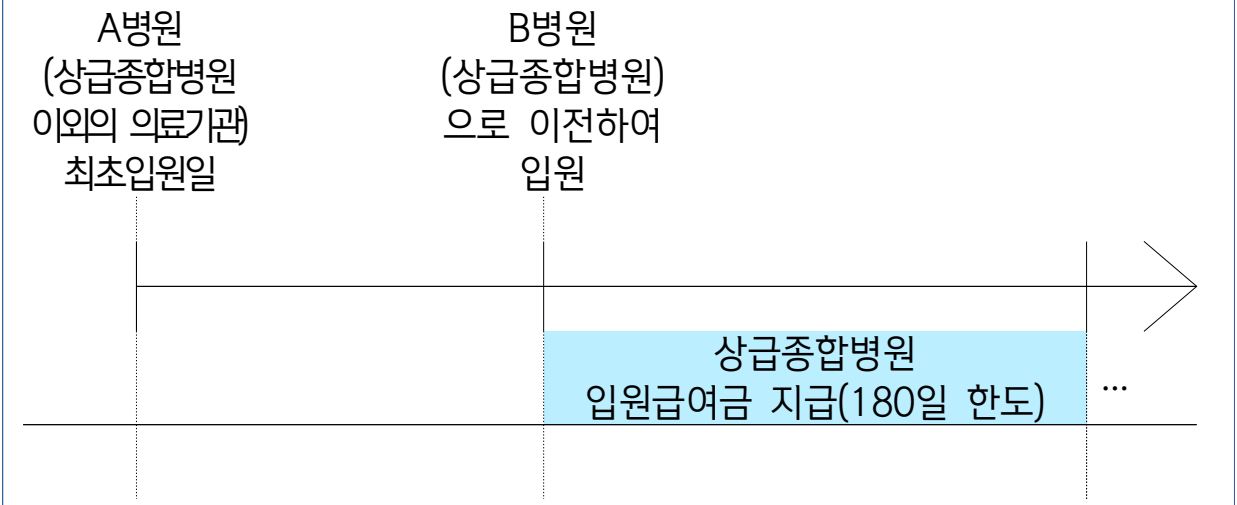 A병원
(상급종합병원
이외의 의료기관)
최초입원일
B병원
(상급종합병원)
으로 이전하여
입원
상급종합병원
입원급여금 지급(180일 한도)
...